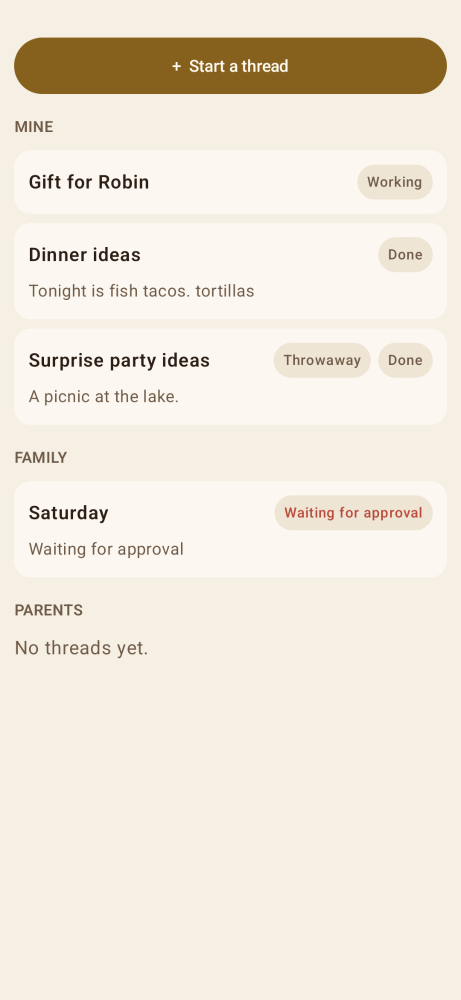 + Start a thread
MINE
Gift for Robin
Working
Dinner ideas
Done
Tonight is fish tacos. tortillas
Surprise party ideas
Throwaway
Done
A picnic at the lake.
FAMILY
Saturday
Waiting for approval
Waiting for approval
PARENTS
No threads yet.